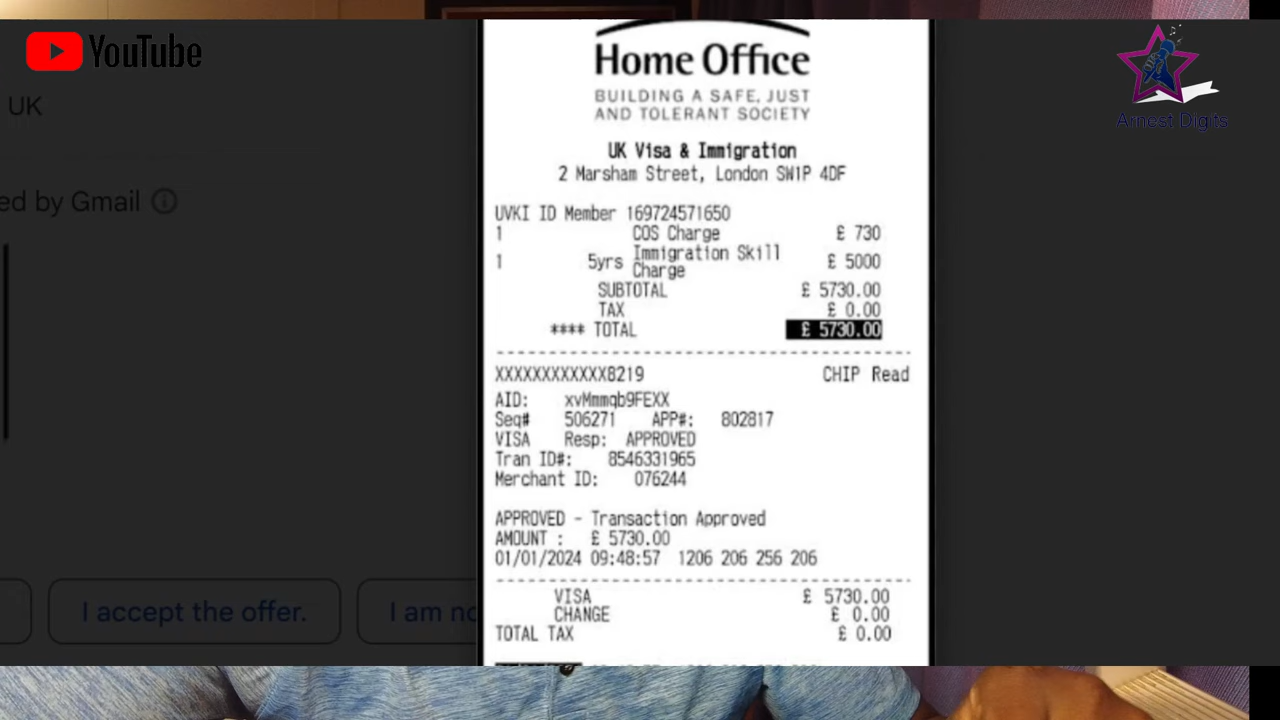 YouTube
Arnest Digits
UK
ed by Gmail
I accept the offer.
I am no
Home Office
BUILDING A SAFE, JUST
AND TOLERANT SOCIETY
UK Visa & Immigration
2 Marsham Street, London SW1P 4DF
UVKI ID Member 169724571650
1 COS Charge £ 730
1 5yrs Immigration Skill Charge £ 5000
SUBTOTAL £ 5730.00
TAX £ 0.00
**** TOTAL £ 5730.00
XXXXXXXXXXXX8219 CHIP Read
AID: xvMmmqb9FEXX
Seq# 506271 APP#: 802817
VISA Resp: APPROVED
Tran ID#: 8546331965
Merchant ID: 076244
APPROVED - Transaction Approved
AMOUNT : £ 5730.00
01/01/2024 09:48:57 1206 206 256 206
VISA £ 5730.00
CHANGE £ 0.00
TOTAL TAX £ 0.00